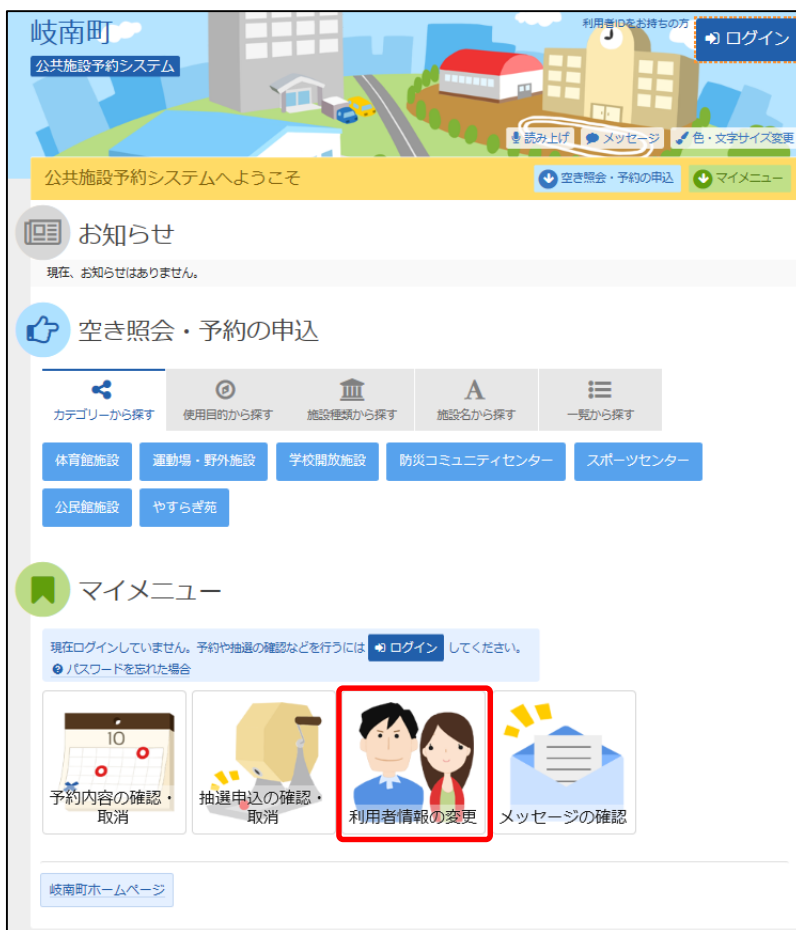 岐南町
公共施設予約システム
利用者IDをお持ちの方
ログイン
読み上げ
メッセージ
色・文字サイズ変更
公共施設予約システムへようこそ
空き照会・予約の申込
マイメニュー
お知らせ
現在、お知らせはありません。
空き照会・予約の申込
カテゴリーから探す
使用目的から探す
施設種類から探す
A
施設名から探す
一覧から探す
体育館施設
運動場・野外施設
学校開放施設
防災コミュニティセンター
スポーツセンター
公民館施設
やすらぎ苑
マイメニュー
現在ログインしていません。予約や抽選の確認などを行うには ログイン してください。
パスワードを忘れた場合
10
予約内容の確認・
取消
抽選申込の確認・
取消
利用者情報の変更
メッセージの確認
岐南町ホームページ